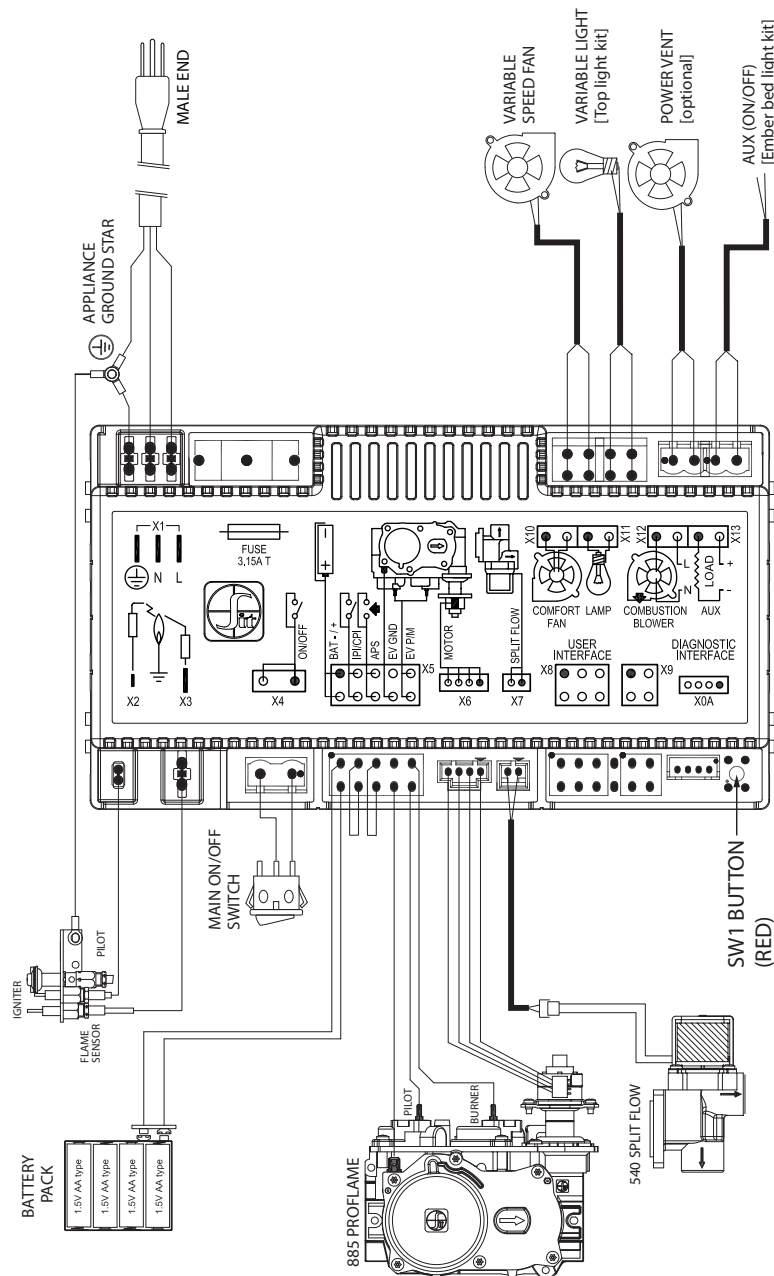 BATTERY
PACK
1.5V AA type
1.5V AA type
1.5V AA type
1.5V AA type
IGNITER
FLAME
SENSOR
PILOT
MAIN ON/OFF
SWITCH
885 PROFLAME
PILOT
BURNER
540 SPLIT FLOW
SW1 BUTTON
(RED)
APPLIANCE
GROUND STAR
MALE END
X1
N
L
X2
X3
FUSE
3,15A T
Sit
ON/OFF
X4
- +
BAT - / +
IPI/CPI
APS
EV GND
EV P/M
X5
MOTOR
X6
SPLIT FLOW
X7
X10
X11
X12
X13
COMFORT
FAN
LAMP
COMBUSTION
BLOWER
N
L
LOAD
- +
AUX
USER
INTERFACE
X8
X9
DIAGNOSTIC
INTERFACE
X0A
VARIABLE
SPEED FAN
VARIABLE LIGHT
[Top light kit]
POWER VENT
[optional]
AUX (ON/OFF)
[Ember bed light kit]